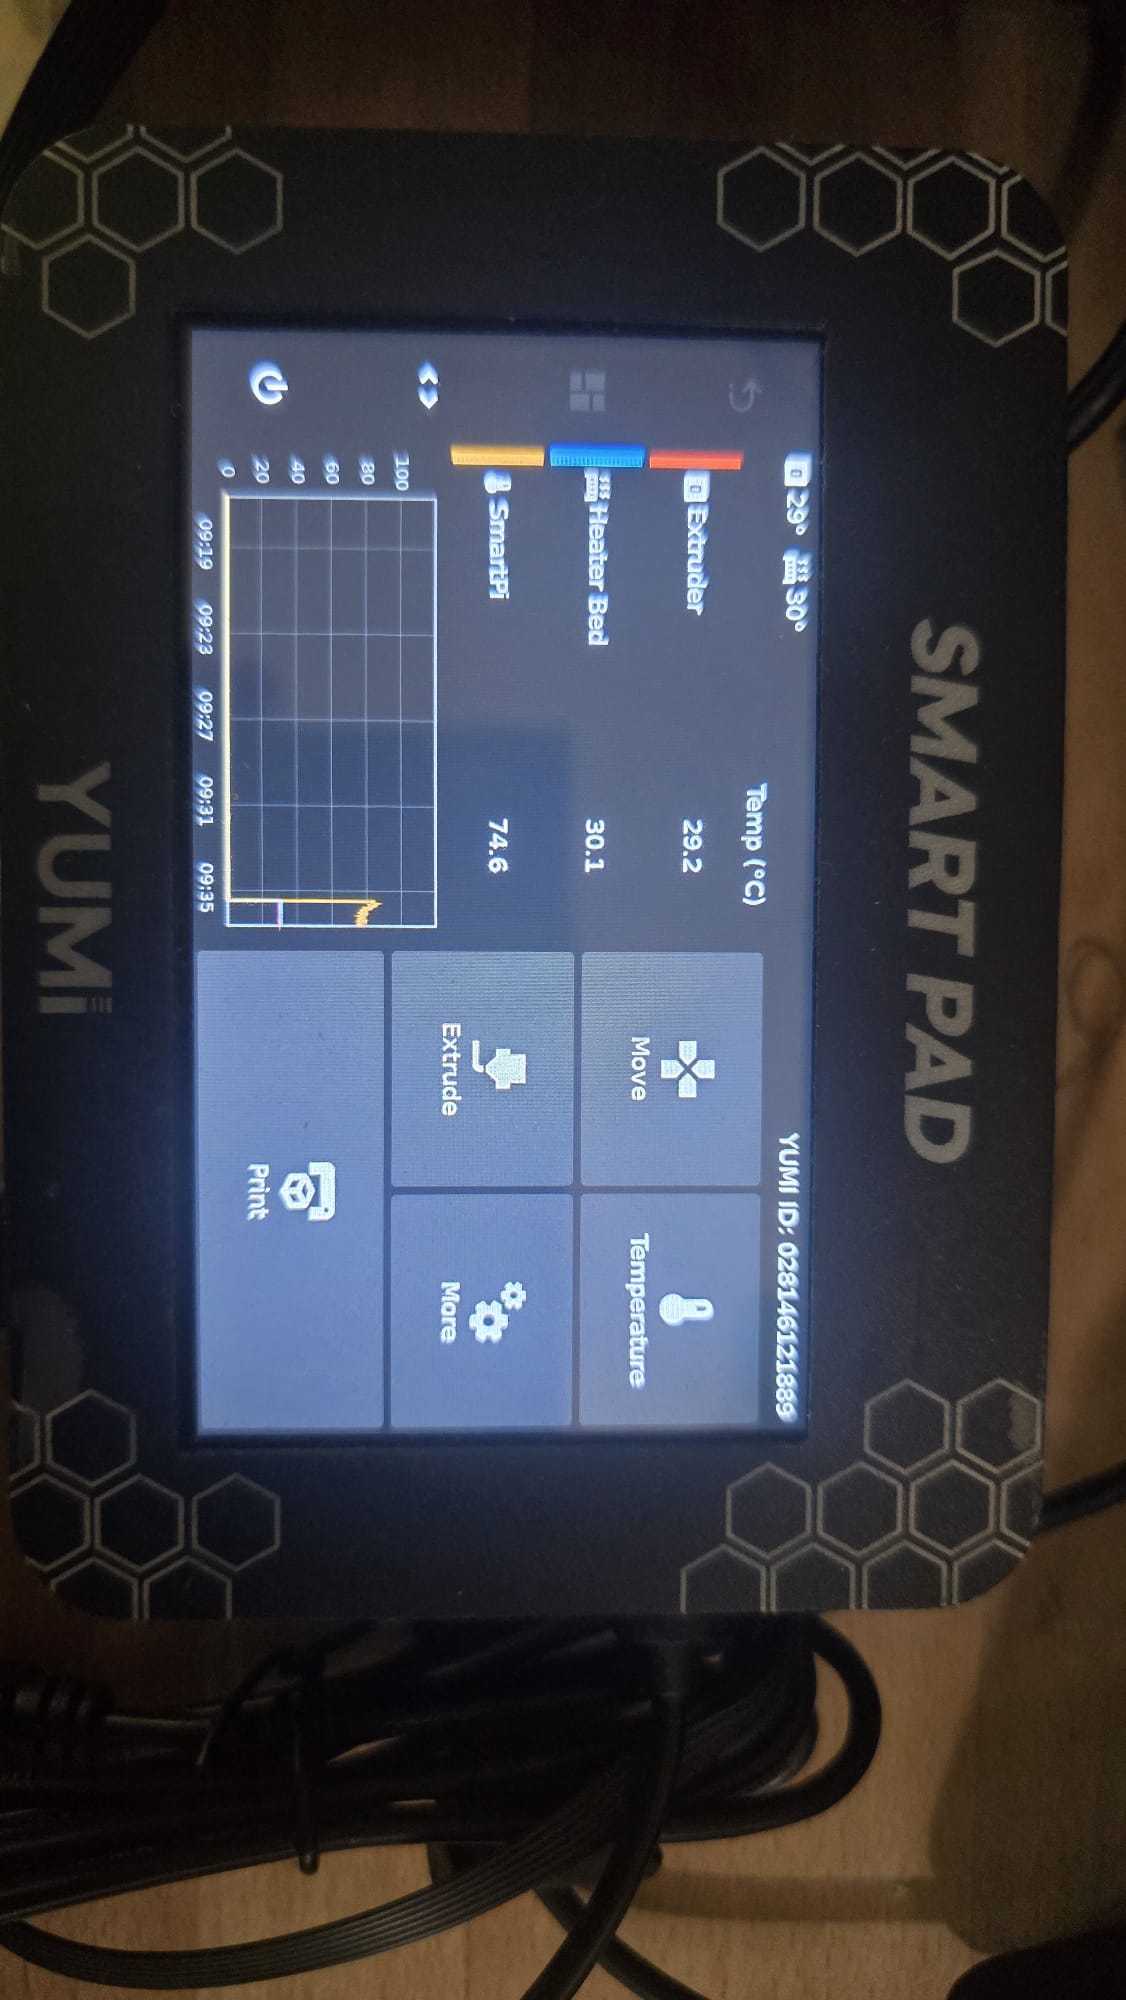 SMART PAD
29° 30°
YUMI ID: 028146121889
Temp (°C)
Extruder 29.2
Heater Bed 30.1
SmartPi 74.6
Move
Temperature
Extrude
More
Print
100
80
60
40
20
0
09:19 09:23 09:27 09:31 09:35
YUMi